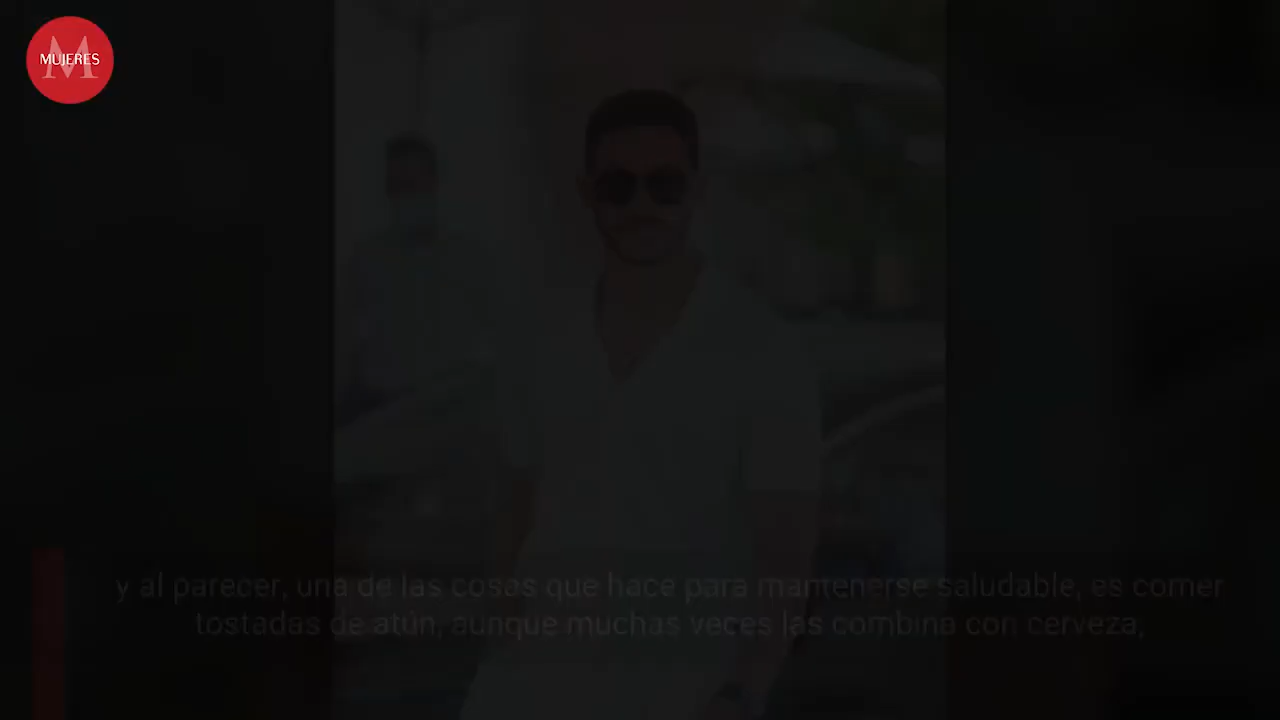 MUJERES
y al parecer, una de las cosas que hace para mantenerse saludable, es comer
tostadas de atún, aunque muchas veces las combina con cerveza,